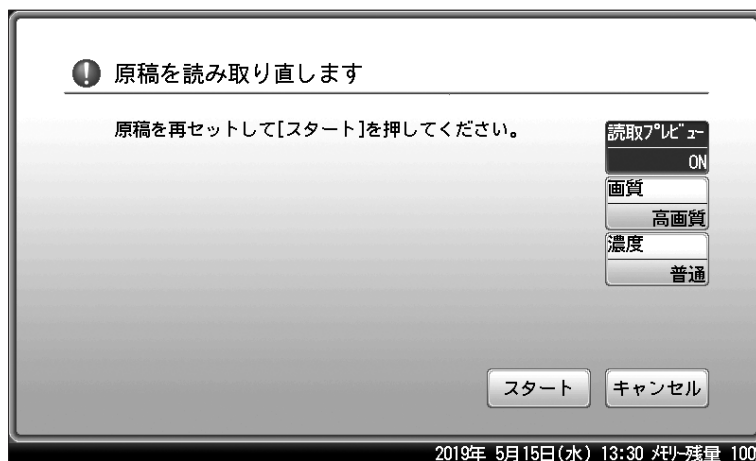 原稿を読み取り直します
原稿を再セットして[スタート]を押してください。
読取プレビュー
ON
画質
高画質
濃度
普通
スタート
キャンセル
2019年 5月15日(水) 13:30 メモリー残量 100